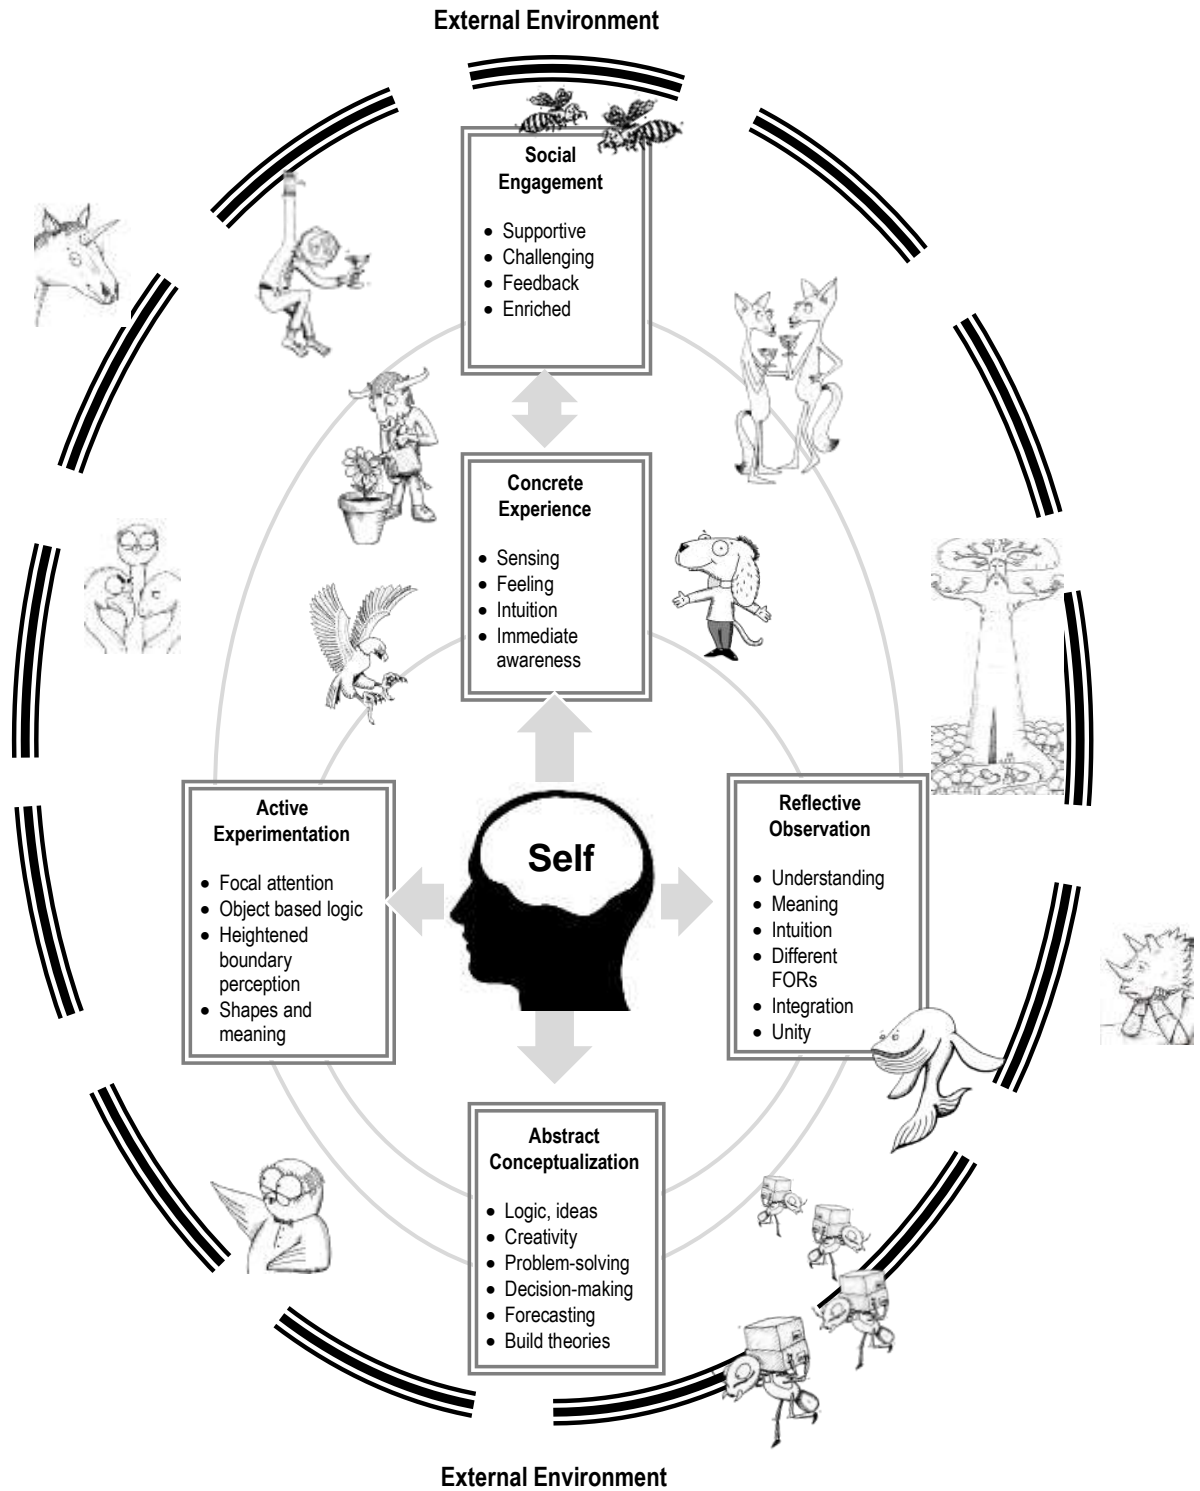 External Environment
Social
Engagement
• Supportive
• Challenging
• Feedback
• Enriched
Concrete
Experience
• Sensing
• Feeling
• Intuition
• Immediate
awareness
Active
Experimentation
• Focal attention
• Object based logic
• Heightened
boundary
perception
• Shapes and
meaning
Self
Reflective
Observation
• Understanding
• Meaning
• Intuition
• Different
FORs
• Integration
• Unity
Abstract
Conceptualization
• Logic, ideas
• Creativity
• Problem-solving
• Decision-making
• Forecasting
• Build theories
External Environment